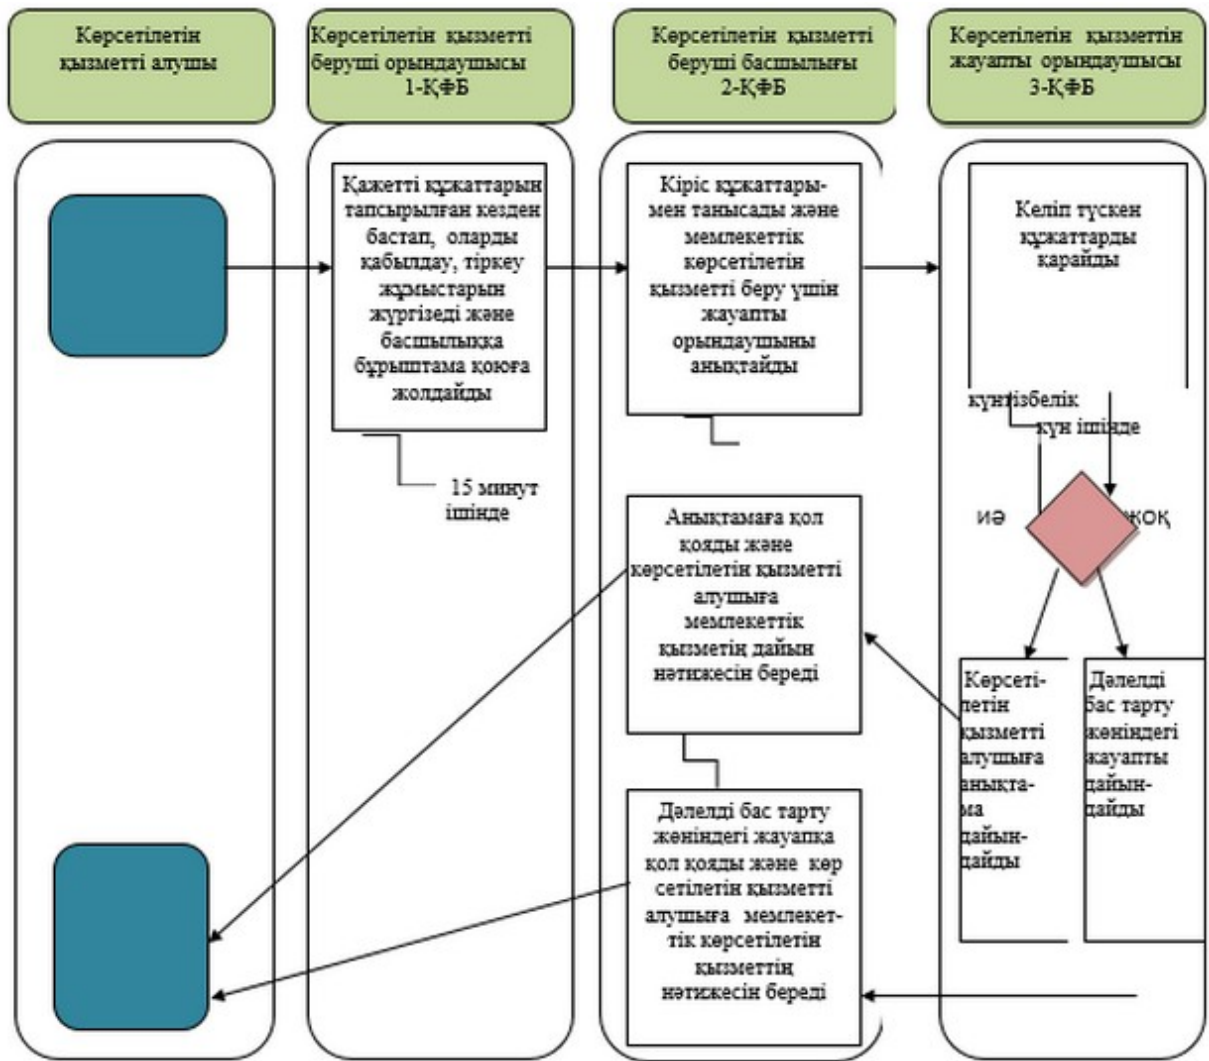 Көрсетілетін
қызметті алушы
Көрсетілетін қызметті
беруші орындаушысы
1-ҚФБ
Көрсетілетін қызметті
беруші басшылығы
2-ҚФБ
Көрсетілетін қызметтің
жауапты орындаушысы
3-ҚФБ
Қажетті құжаттарын
тапсырылған кезден
бастап, оларды
қабылдау, тіркеу
жұмыстарын
жүргізеді және
басшылыққа
бұрыштама қоюға
жолдайды
15 минут
ішінде
Кіріс құжаттары-
мен танысады және
мемлекеттік
көрсетілетін
қызметті беру үшін
жауапты
орындаушыны
анықтайды
Келіп түскен
құжаттарды
қарайды
күнтізбелік
күн ішінде
иә
жоқ
Анықтамаға қол
қояды және
көрсетілетін қызметті
алушыға
мемлекеттік
қызметің дайын
нәтижесін береді
Дәлелді бас тарту
жөніндегі жауапқа
қол қояды және көр
сетілетін қызметті
алушыға мемлекет-
тік көрсетілетін
қызметтің
нәтижесін береді
Көрсеті-
летін
қызметті
алушыға
анықта-
ма
дайын-
дайды
Дәлелді
бас тарту
жөніндегі
жауапты
дайын-
дайды